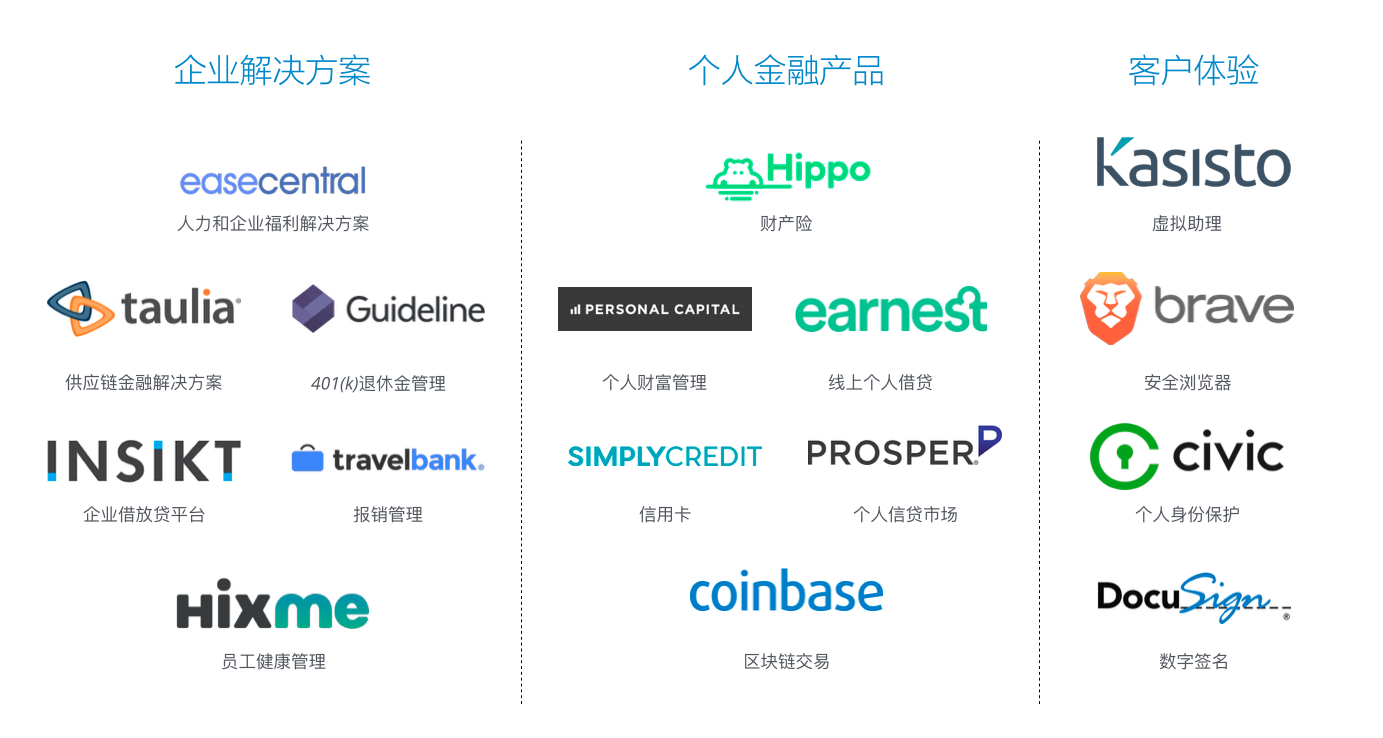 企业解决方案
easecentral
人力和企业福利解决方案
taulia®
Guideline
供应链金融解决方案
401(k)退休金管理
INSIKT
travelbank®
企业借放贷平台
报销管理
Hixme
员工健康管理
个人金融产品
Hippo
财产险
PERSONAL CAPITAL
earnest
个人财富管理
线上个人借贷
SIMPLYCREDIT
PROSPER®
信用卡
个人信贷市场
coinbase
区块链交易
客户体验
Kasisto
虚拟助理
brave
安全浏览器
civic
个人身份保护
DocuSign®
数字签名